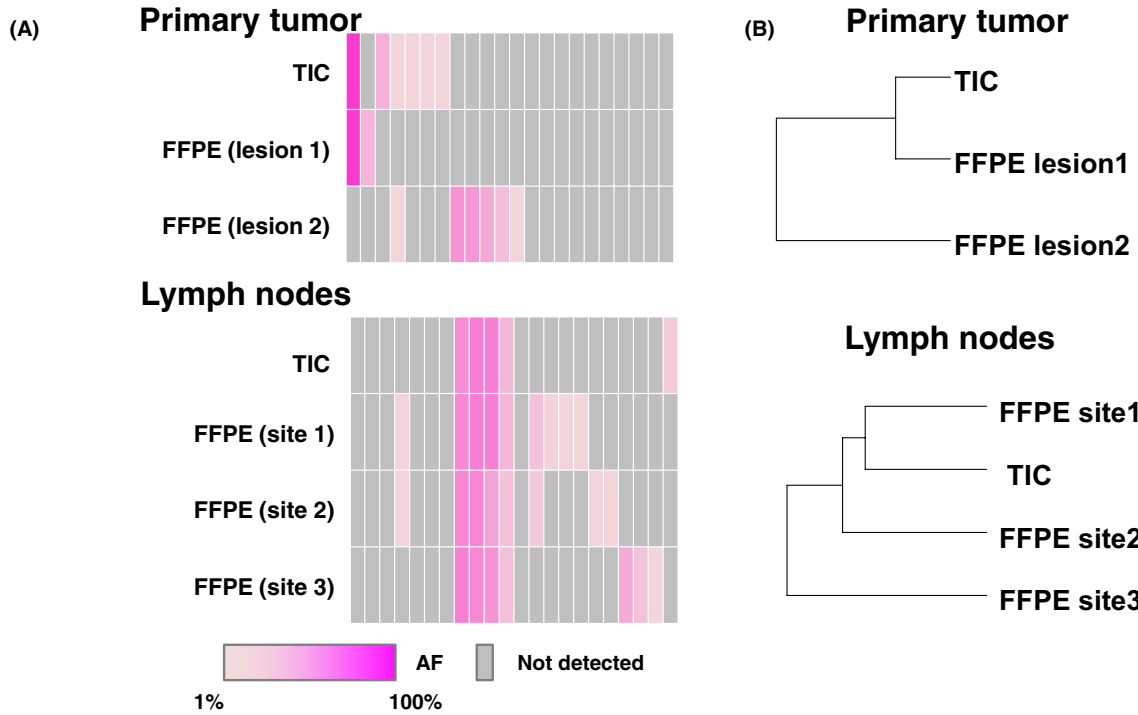 (A)
Primary tumor
TIC
FFPE (lesion 1)
FFPE (lesion 2)
Lymph nodes
TIC
FFPE (site 1)
FFPE (site 2)
FFPE (site 3)
AF
Not detected
1%
100%
(B)
Primary tumor
TIC
FFPE lesion1
FFPE lesion2
Lymph nodes
FFPE site1
TIC
FFPE site2
FFPE site3